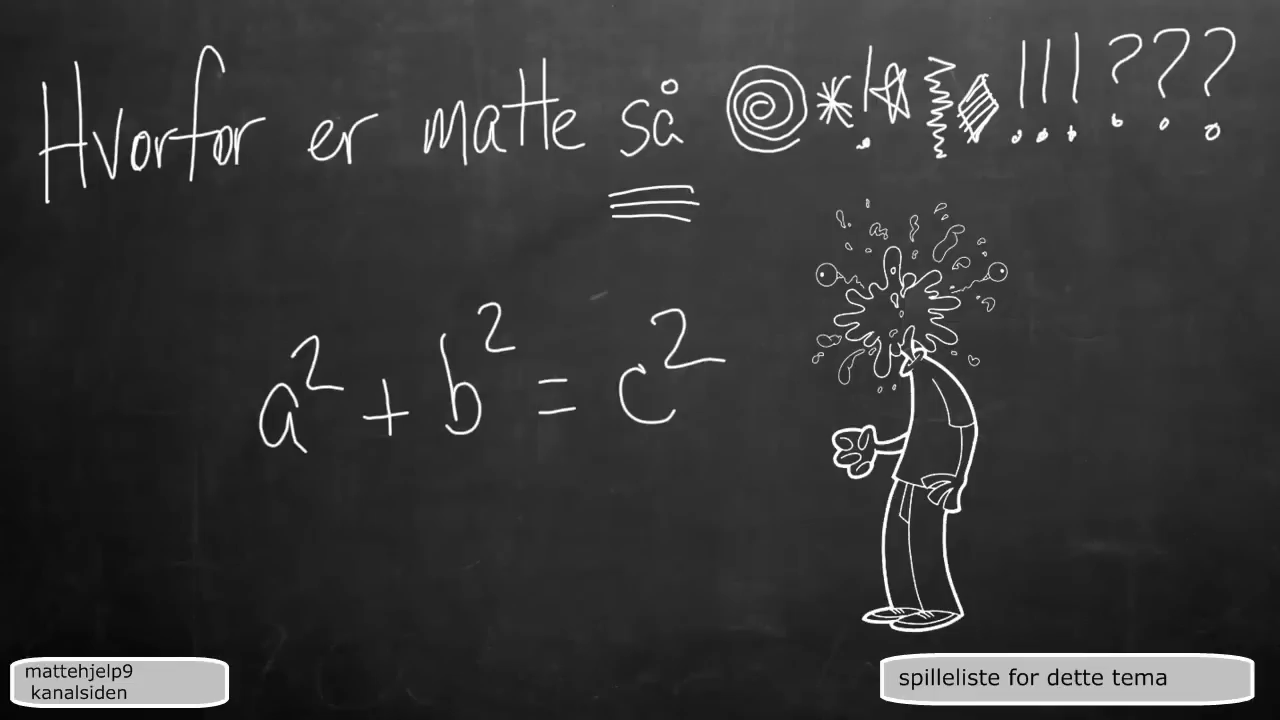 Hvorfor er matte så @*!☆!!!???
a² + b² = c²
mattehjelp9
kanalsiden
spilleliste for dette tema